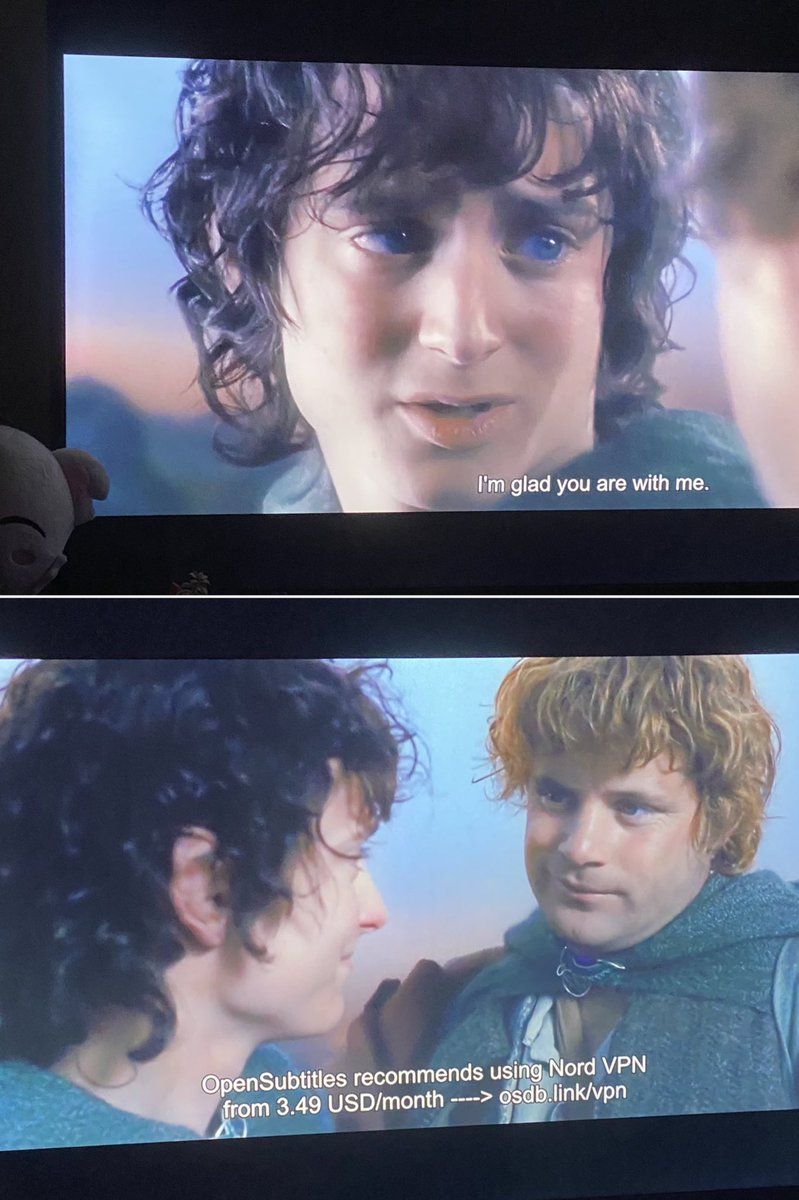 I'm glad you are with me.
OpenSubtitles recommends using Nord VPN
from 3.49 USD/month ----> osdb.link/vpn